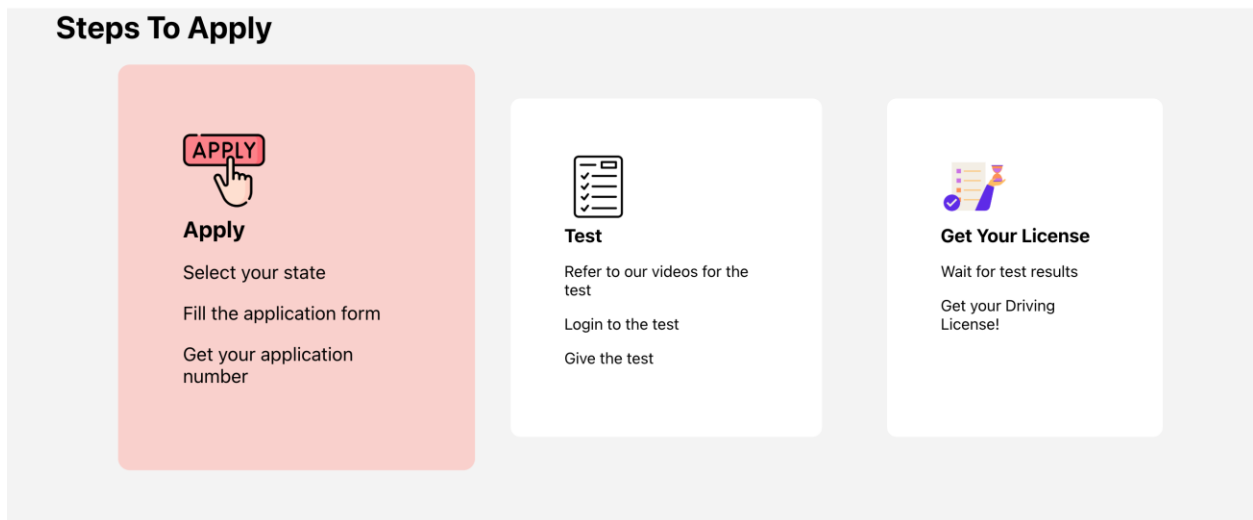 Steps To Apply
APPLY
Apply
Select your state
Fill the application form
Get your application
number
Test
Refer to our videos for the
test
Login to the test
Give the test
Get Your License
Wait for test results
Get your Driving
License!